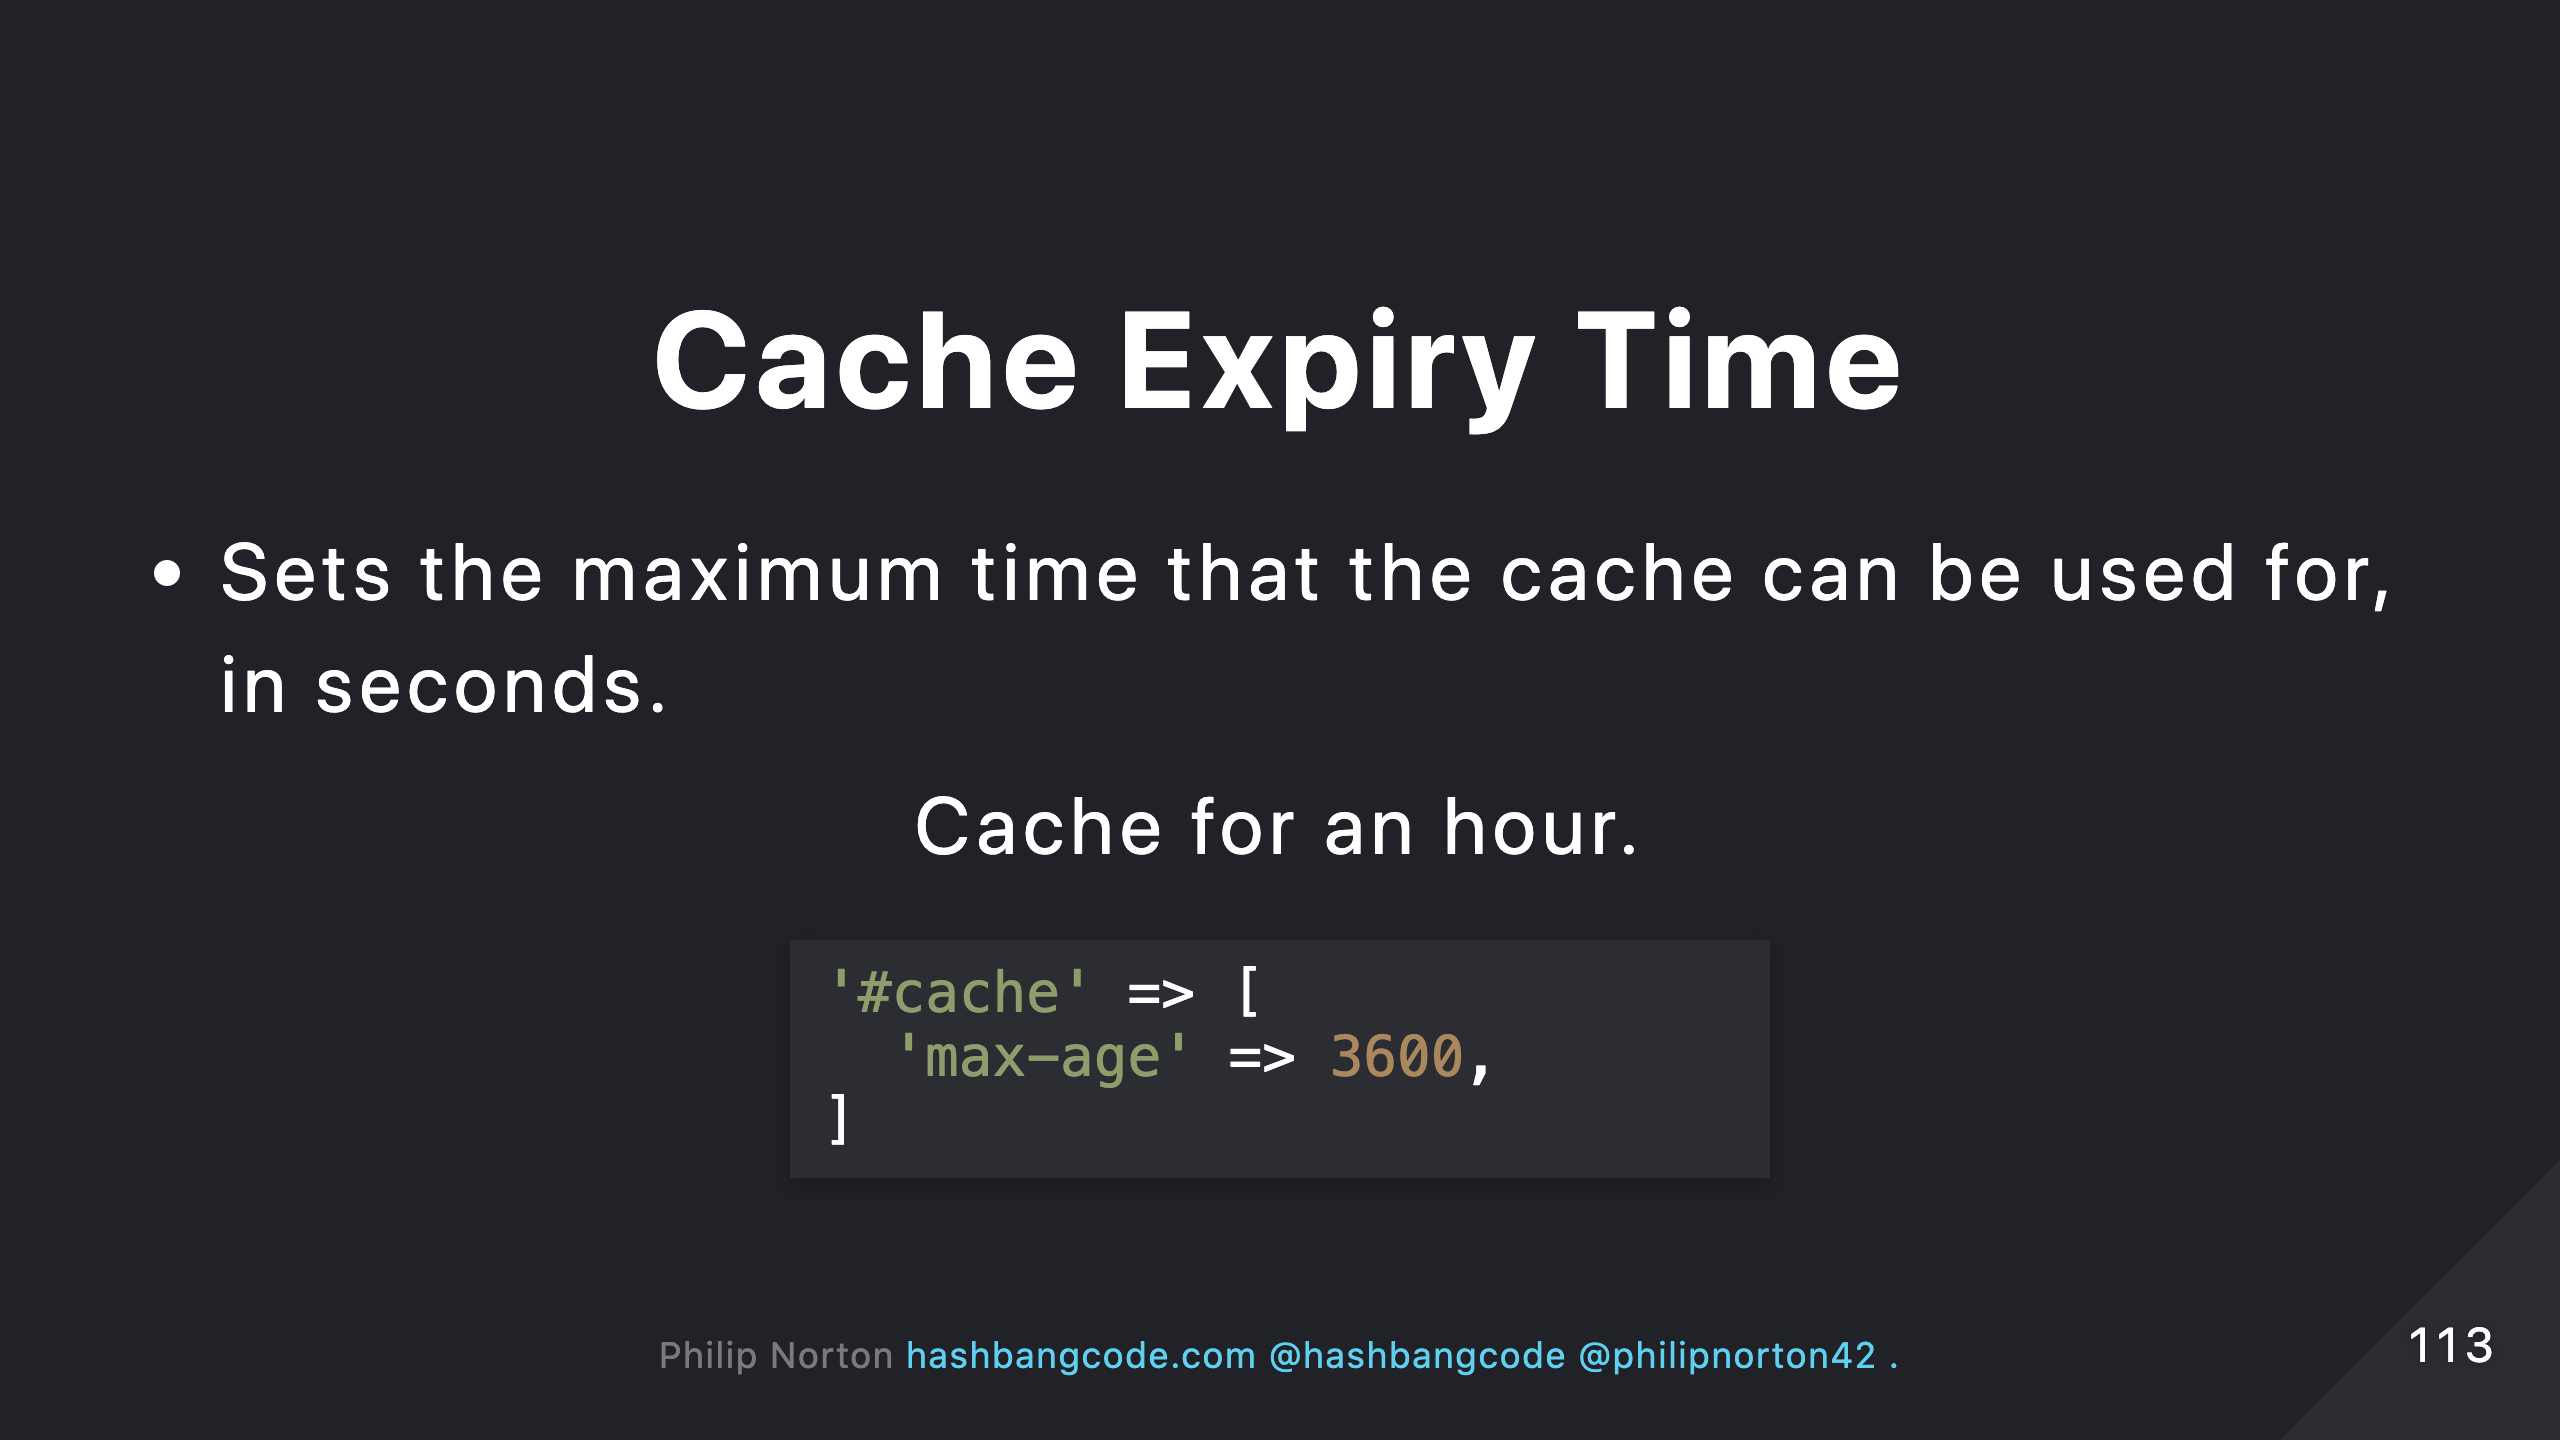 Cache Expiry Time
• Sets the maximum time that the cache can be used for,
in seconds.
Cache for an hour.
'#cache' => [
  'max-age' => 3600,
]
Philip Norton hashbangcode.com @hashbangcode @philipnorton42 .
113